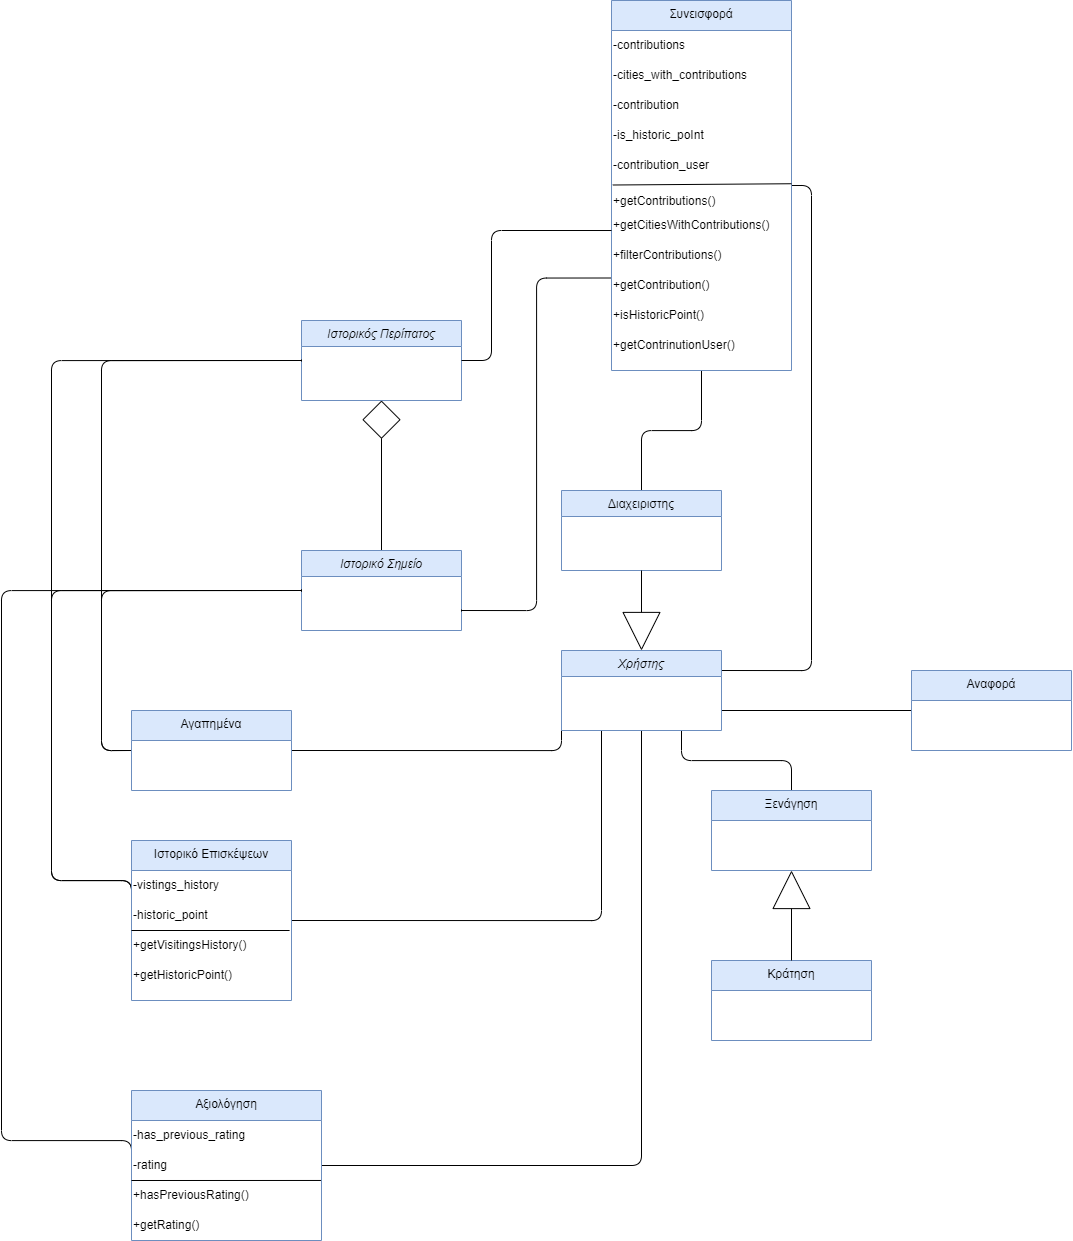 Συνεισφορά
-contributions
-cities_with_contributions
-contribution
-is_historic_poInt
-contribution_user
+getContributions()
+getCitiesWithContributions()
+filterContributions()
+getContribution()
+isHistoricPoint()
+getContrinutionUser()
Ιστορικός Περίπατος
Διαχειριστης
Ιστορικό Σημείο
Χρήστης
Αναφορά
Αγαπημένα
Ξενάγηση
Ιστορικό Επισκέψεων
-vistings_history
-historic_point
+getVisitingsHistory()
+getHistoricPoint()
Κράτηση
Αξιολόγηση
-has_previous_rating
-rating
+hasPreviousRating()
+getRating()